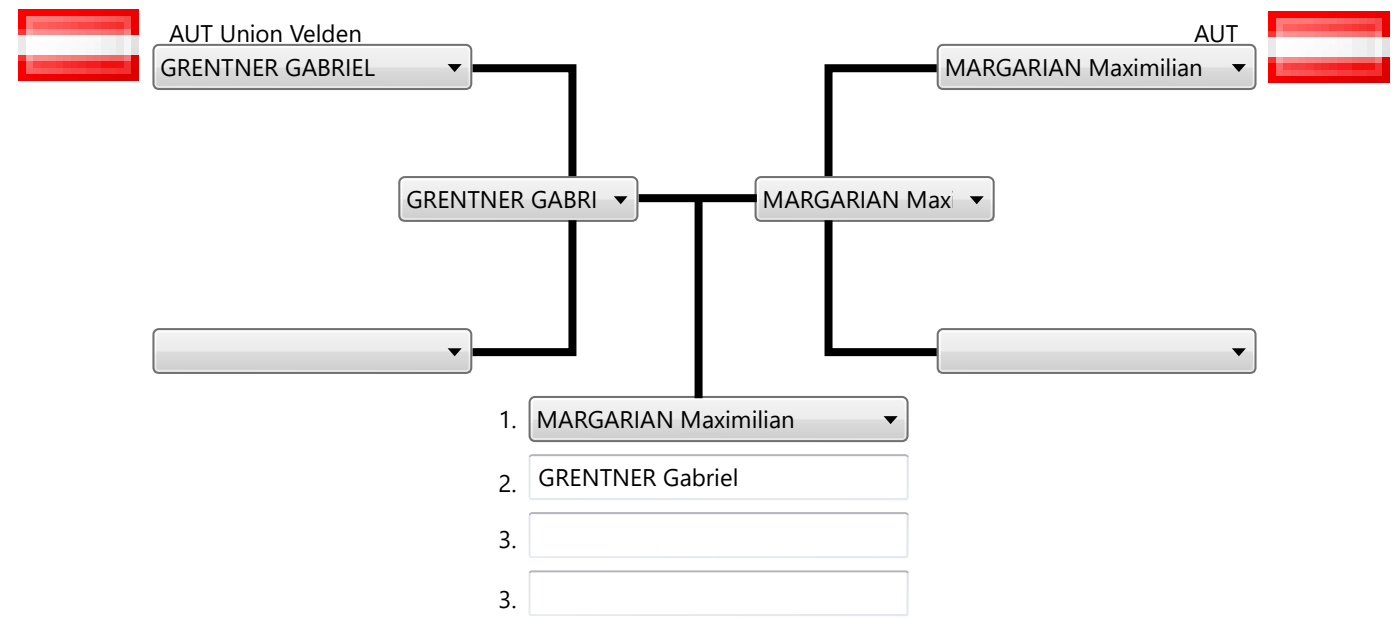 AUT Union Velden
AUT
GRENTNER GABRIEL
MARGARIAN Maximilian
GRENTNER GABRI
MARGARIAN Maxi
1. MARGARIAN Maximilian
2. GRENTNER Gabriel
3.
3.